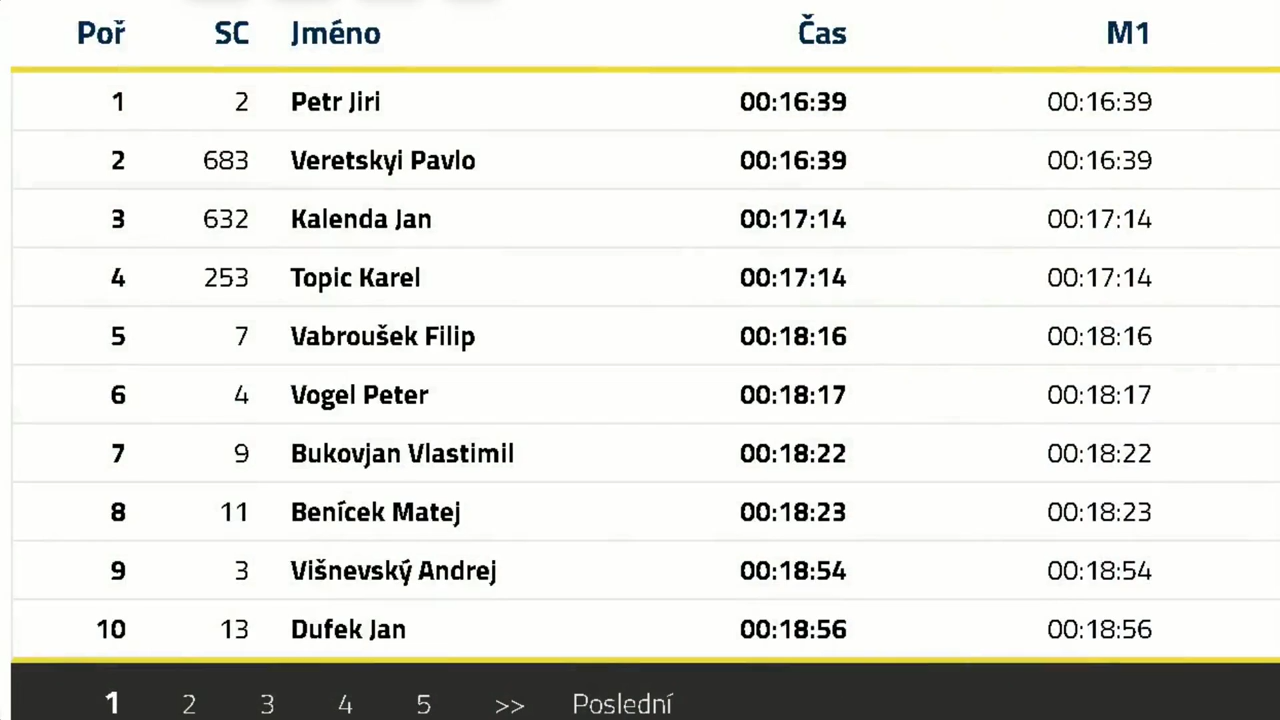 Poř SC Jméno Čas M1
1 2 Petr Jiri 00:16:39 00:16:39
2 683 Veretskyi Pavlo 00:16:39 00:16:39
3 632 Kalenda Jan 00:17:14 00:17:14
4 253 Topic Karel 00:17:14 00:17:14
5 7 Vabroušek Filip 00:18:16 00:18:16
6 4 Vogel Peter 00:18:17 00:18:17
7 9 Bukovjan Vlastimil 00:18:22 00:18:22
8 11 Benícek Matej 00:18:23 00:18:23
9 3 Višnevský Andrej 00:18:54 00:18:54
10 13 Dufek Jan 00:18:56 00:18:56
1 2 3 4 5 >> Poslední